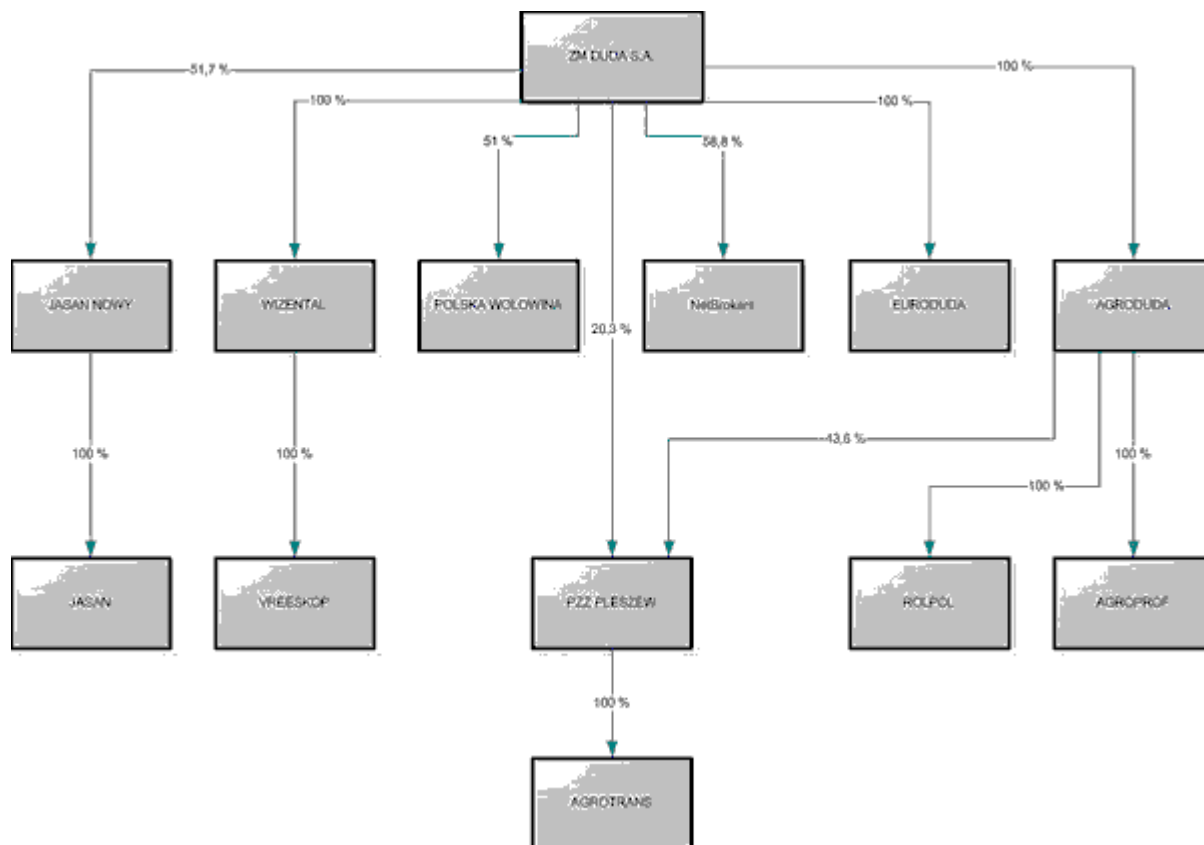 ZM DUDA S.A.
51,7 %
100 %
100 %
100 %
51 %
58,8 %
JASAN NOWY
WIZENTAL
POLSKA WOLOWINA
NetBrokers
EURODUDA
AGRODUDA
20,3 %
43,6 %
100 %
100 %
100 %
100 %
JASAN
VREESKOP
PZZ PLESZEW
ROLPOL
AGROPROF
100 %
AGROTRANS